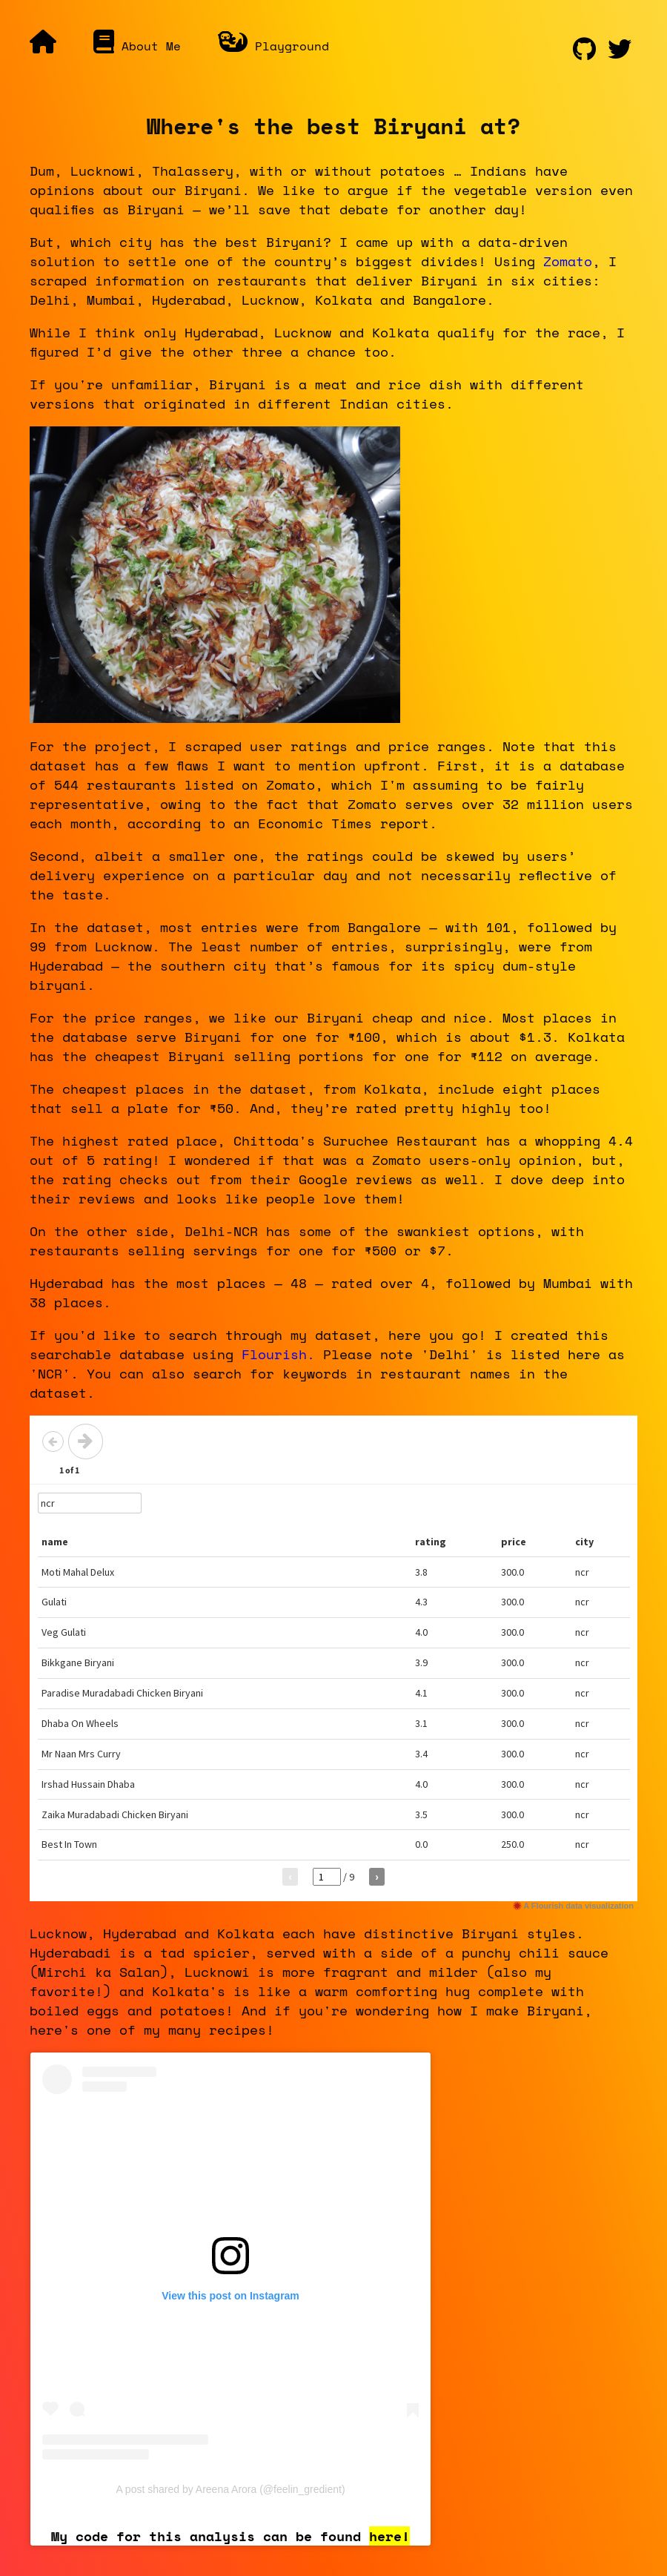 About Me
Playground
Where's the best Biryani at?
Dum, Lucknowi, Thalassery, with or without potatoes … Indians have
opinions about our Biryani. We like to argue if the vegetable version even
qualifies as Biryani — we’ll save that debate for another day!
But, which city has the best Biryani? I came up with a data-driven
solution to settle one of the country’s biggest divides! Using Zomato, I
scraped information on restaurants that deliver Biryani in six cities:
Delhi, Mumbai, Hyderabad, Lucknow, Kolkata and Bangalore.
While I think only Hyderabad, Lucknow and Kolkata qualify for the race, I
figured I’d give the other three a chance too.
If you're unfamiliar, Biryani is a meat and rice dish with different
versions that originated in different Indian cities.
For the project, I scraped user ratings and price ranges. Note that this
dataset has a few flaws I want to mention upfront. First, it is a database
of 544 restaurants listed on Zomato, which I'm assuming to be fairly
representative, owing to the fact that Zomato serves over 32 million users
each month, according to an Economic Times report.
Second, albeit a smaller one, the ratings could be skewed by users’
delivery experience on a particular day and not necessarily reflective of
the taste.
In the dataset, most entries were from Bangalore — with 101, followed by
99 from Lucknow. The least number of entries, surprisingly, were from
Hyderabad — the southern city that’s famous for its spicy dum-style
biryani.
For the price ranges, we like our Biryani cheap and nice. Most places in
the database serve Biryani for one for ₹100, which is about $1.3. Kolkata
has the cheapest Biryani selling portions for one for ₹112 on average.
The cheapest places in the dataset, from Kolkata, include eight places
that sell a plate for ₹50. And, they’re rated pretty highly too!
The highest rated place, Chittoda's Suruchee Restaurant has a whopping 4.4
out of 5 rating! I wondered if that was a Zomato users-only opinion, but,
the rating checks out from their Google reviews as well. I dove deep into
their reviews and looks like people love them!
On the other side, Delhi-NCR has some of the swankiest options, with
restaurants selling servings for one for ₹500 or $7.
Hyderabad has the most places — 48 — rated over 4, followed by Mumbai with
38 places.
If you'd like to search through my dataset, here you go! I created this
searchable database using Flourish. Please note 'Delhi' is listed here as
'NCR'. You can also search for keywords in restaurant names in the
dataset.
1 of 1
ncr
name rating price city
Moti Mahal Delux 3.8 300.0 ncr
Gulati 4.3 300.0 ncr
Veg Gulati 4.0 300.0 ncr
Bikkgane Biryani 3.9 300.0 ncr
Paradise Muradabadi Chicken Biryani 4.1 300.0 ncr
Dhaba On Wheels 3.1 300.0 ncr
Mr Naan Mrs Curry 3.4 300.0 ncr
Irshad Hussain Dhaba 4.0 300.0 ncr
Zaika Muradabadi Chicken Biryani 3.5 300.0 ncr
Best In Town 0.0 250.0 ncr
‹ 1 / 9 ›
A Flourish data visualization
Lucknow, Hyderabad and Kolkata each have distinctive Biryani styles.
Hyderabadi is a tad spicier, served with a side of a punchy chili sauce
(Mirchi ka Salan), Lucknowi is more fragrant and milder (also my
favorite!) and Kolkata's is like a warm comforting hug complete with
boiled eggs and potatoes! And if you're wondering how I make Biryani,
here's one of my many recipes!
View this post on Instagram
A post shared by Areena Arora (@feelin_gredient)
My code for this analysis can be found here!